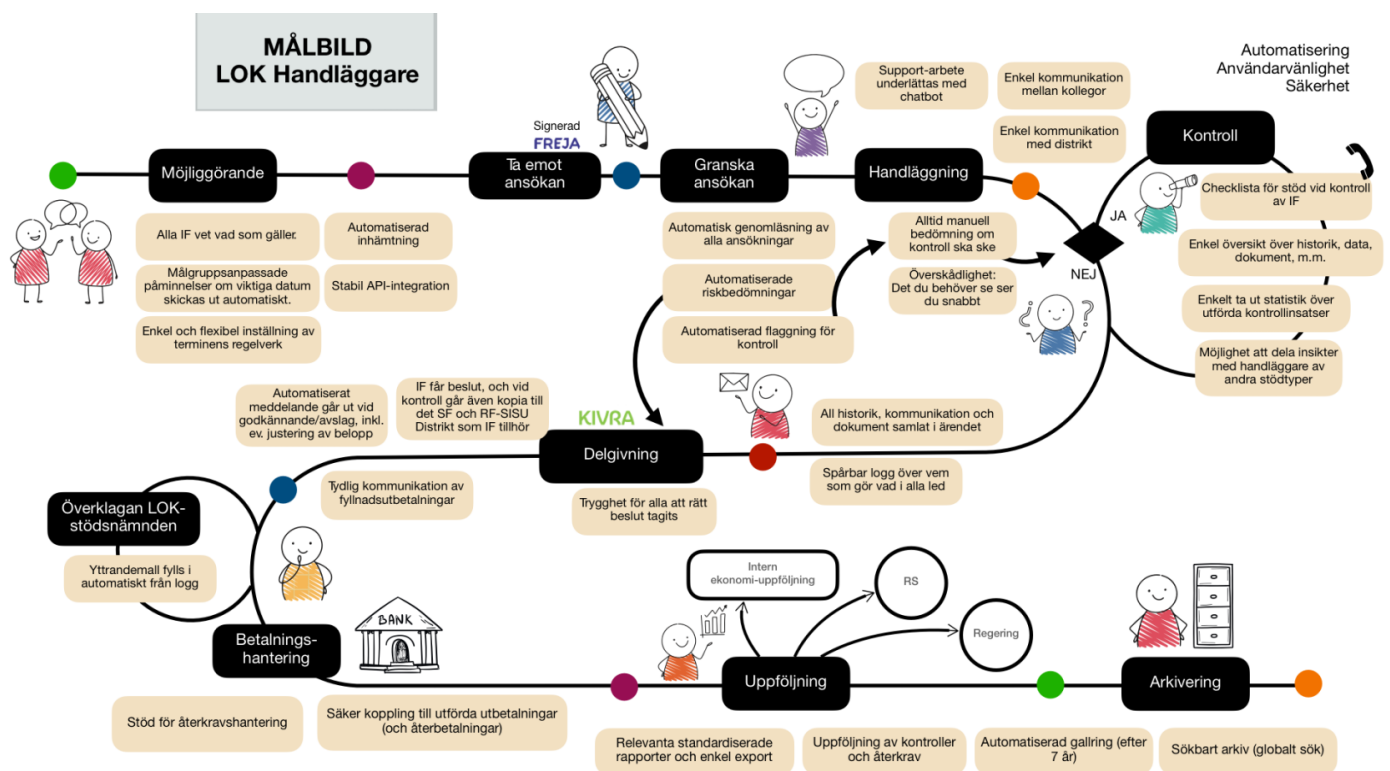 MÅLBILD
LOK Handläggare
Automatisering
Användarvänlighet
Säkerhet
Signerad
FREJA
Support-arbete
underlättas med
chatbot
Enkel kommunikation
mellan kollegor
Enkel kommunikation
med distrikt
Möjliggörande
Ta emot
ansökan
Granska
ansökan
Handläggning
Kontroll
Alla IF vet vad som gäller.
Målgruppsanpassade
påminnelser om viktiga datum
skickas ut automatiskt.
Enkel och flexibel inställning av
terminens regelverk
Automatiserad
inhämtning
Stabil API-integration
Automatisk genomläsning av
alla ansökningar
Automatiserade
riskbedömningar
Automatiserad flaggning för
kontroll
Alltid manuell
bedömning om
kontroll ska ske
Överskådlighet:
Det du behöver se ser
du snabbt
JA
NEJ
¿
?
Checklista för stöd vid kontroll
av IF
Enkel översikt över historik, data,
dokument, m.m.
Enkelt ta ut statistik över
utförda kontrollinsatser
Möjlighet att dela insikter
med handläggare av
andra stödtyper
Automatiserat
meddelande går ut vid
godkännande/avslag, inkl.
ev. justering av belopp
IF får beslut, och vid
kontroll går även kopia till
det SF och RF-SISU
Distrikt som IF tillhör
KIVRA
Delgivning
All historik, kommunikation och
dokument samlat i ärendet
Spårbar logg över vem
som gör vad i alla led
Tydlig kommunikation av
fyllnadsutbetalningar
Trygghet för alla att rätt
beslut tagits
Överklagan LOK-
stödsnämnden
Yttrandemall fylls i
automatiskt från logg
Betalnings-
hantering
BANK
Stöd för återkravshantering
Säker koppling till utförda utbetalningar
(och återbetalningar)
Intern
ekonomi-uppföljning
RS
Regering
Uppföljning
Arkivering
Relevanta standardiserade
rapporter och enkel export
Uppföljning av kontroller
och återkrav
Automatiserad gallring (efter
7 år)
Sökbart arkiv (globalt sök)